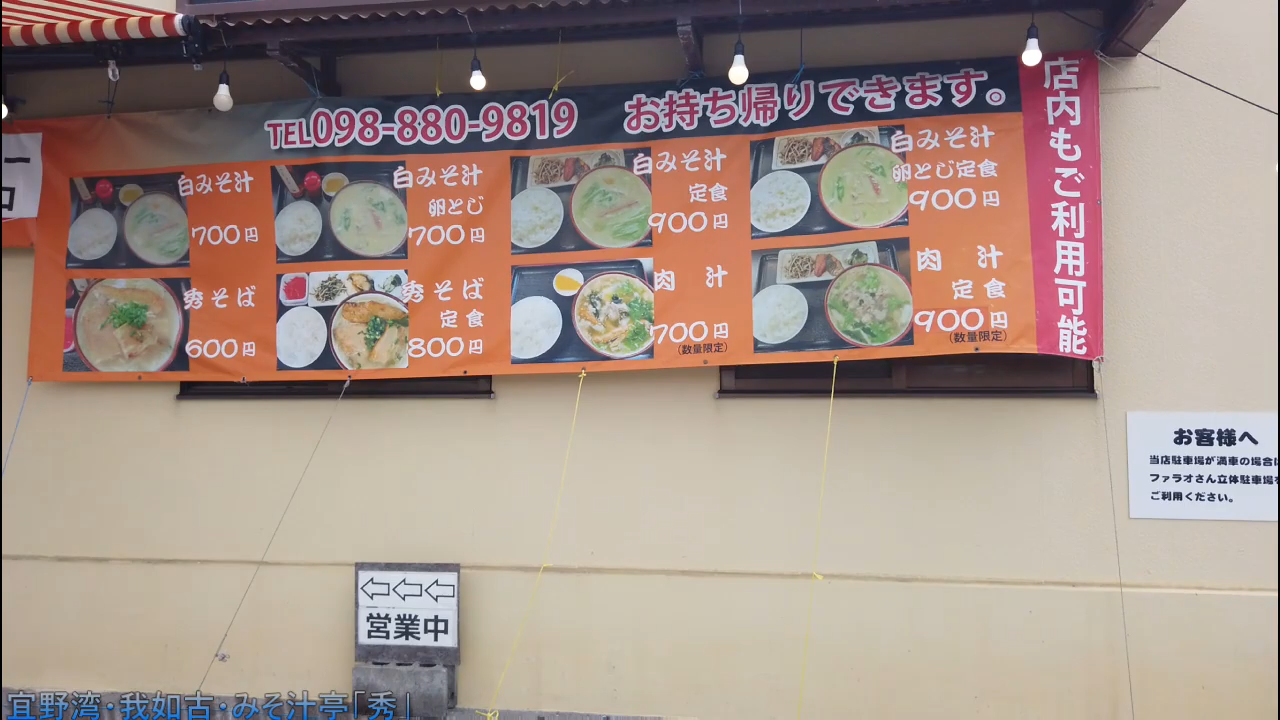 TEL098-880-9819 お持ち帰りできます。
店内もご利用可能
白みそ汁
700円
白みそ汁
卵とじ
700円
白みそ汁
定食
900円
白みそ汁
卵とじ定食
900円
秀そば
600円
秀そば
定食
800円
肉 汁
700円
(数量限定)
肉 汁
定食
900円
(数量限定)
お客様へ
当店駐車場が満車の場合は
ファラオさん立体駐車場を
ご利用ください。
営業中
宜野湾・我如古・みそ汁亭「秀」